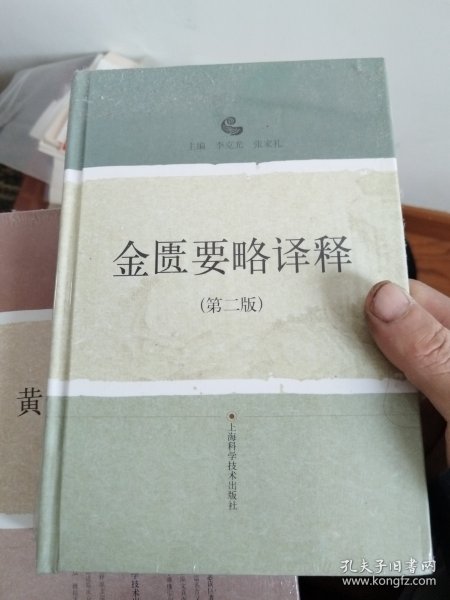 主编 李克光 张家礼
金匮要略译释
(第二版)
上海科学技术出版社
黄
孔夫子旧书网
www.kongfz.com